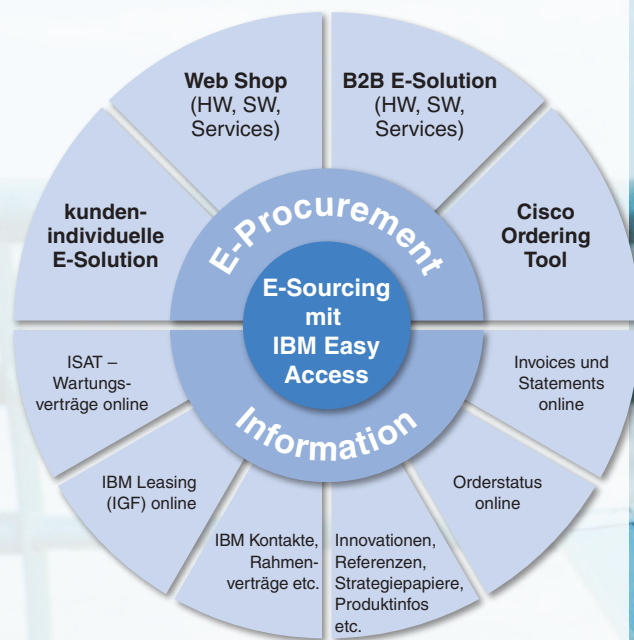 Web Shop
(HW, SW,
Services)
B2B E-Solution
(HW, SW,
Services)
kunden-
individuelle
E-Solution
Cisco
Ordering
Tool
E-Procurement
E-Sourcing
mit
IBM Easy
Access
Information
ISAT –
Wartungs-
verträge online
IBM Leasing
(IGF) online
IBM Kontakte,
Rahmen-
verträge etc.
Innovationen,
Referenzen,
Strategiepapiere,
Produktinfos
etc.
Orderstatus
online
Invoices und
Statements
online